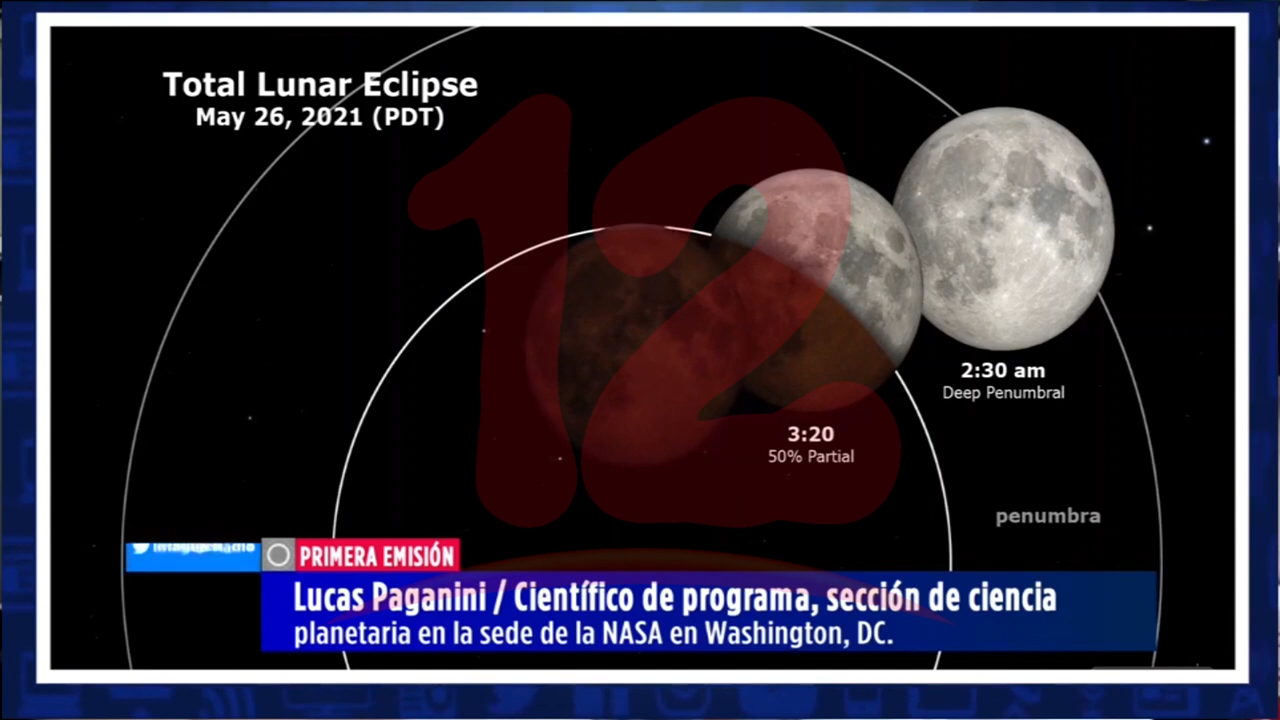 Total Lunar Eclipse
May 26, 2021 (PDT)
12
2:30 am
Deep Penumbral
3:20
50% Partial
penumbra
PRIMERA EMISIÓN
Lucas Paganini / Científico de programa, sección de ciencia
planetaria en la sede de la NASA en Washington, DC.